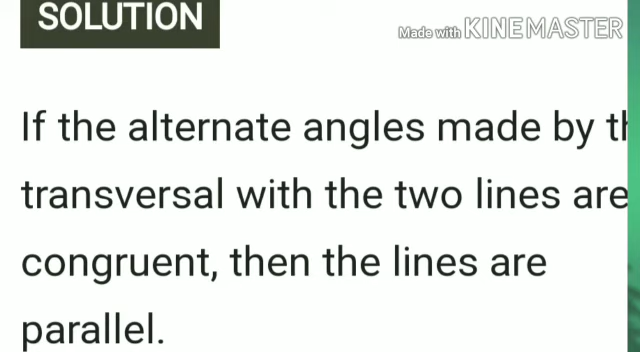 SOLUTION
Made with KINEMASTER
If the alternate angles made by
transversal with the two lines are
congruent, then the lines are
parallel.